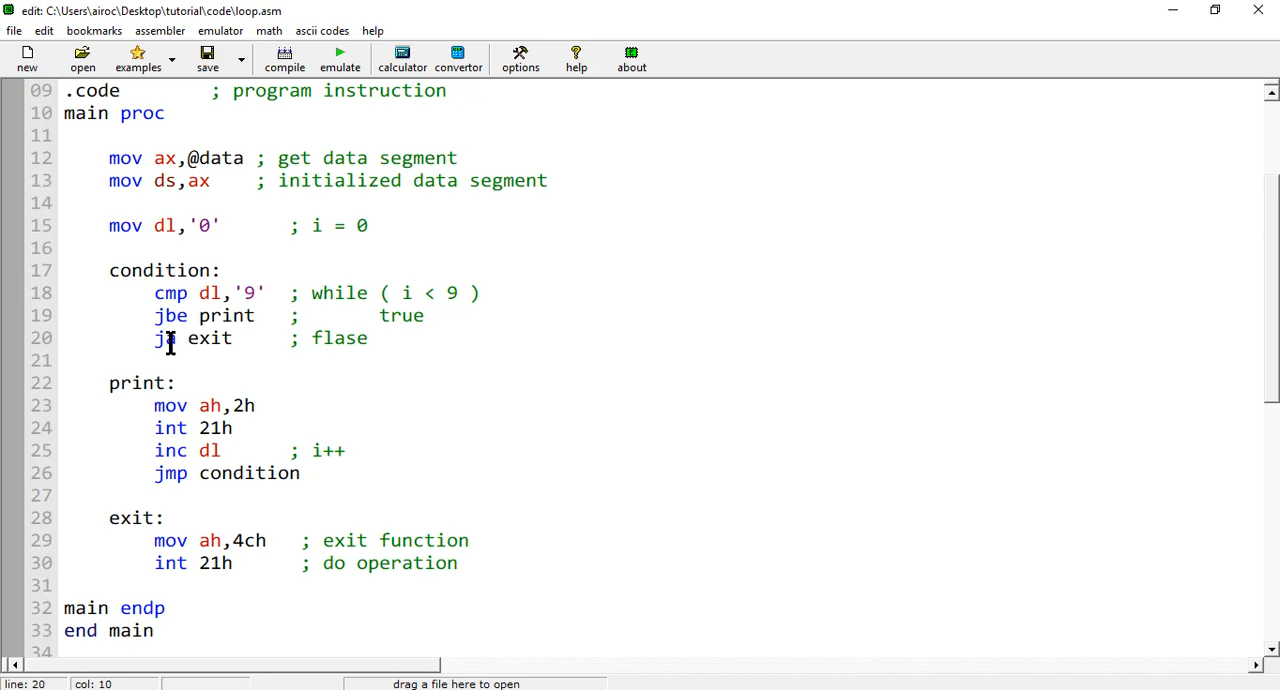 edit: C:\Users\airoc\Desktop\tutorial\code\loop.asm
file edit bookmarks assembler emulator math ascii codes help
new open examples save compile emulate calculator convertor options help about
09 .code ; program instruction
10 main proc
11
12 mov ax,@data ; get data segment
13 mov ds,ax ; initialized data segment
14
15 mov dl,'0' ; i = 0
16
17 condition:
18 cmp dl,'9' ; while ( i < 9 )
19 jbe print ; true
20 ja exit ; flase
21
22 print:
23 mov ah,2h
24 int 21h
25 inc dl ; i++
26 jmp condition
27
28 exit:
29 mov ah,4ch ; exit function
30 int 21h ; do operation
31
32 main endp
33 end main
34
line: 20 col: 10 drag a file here to open